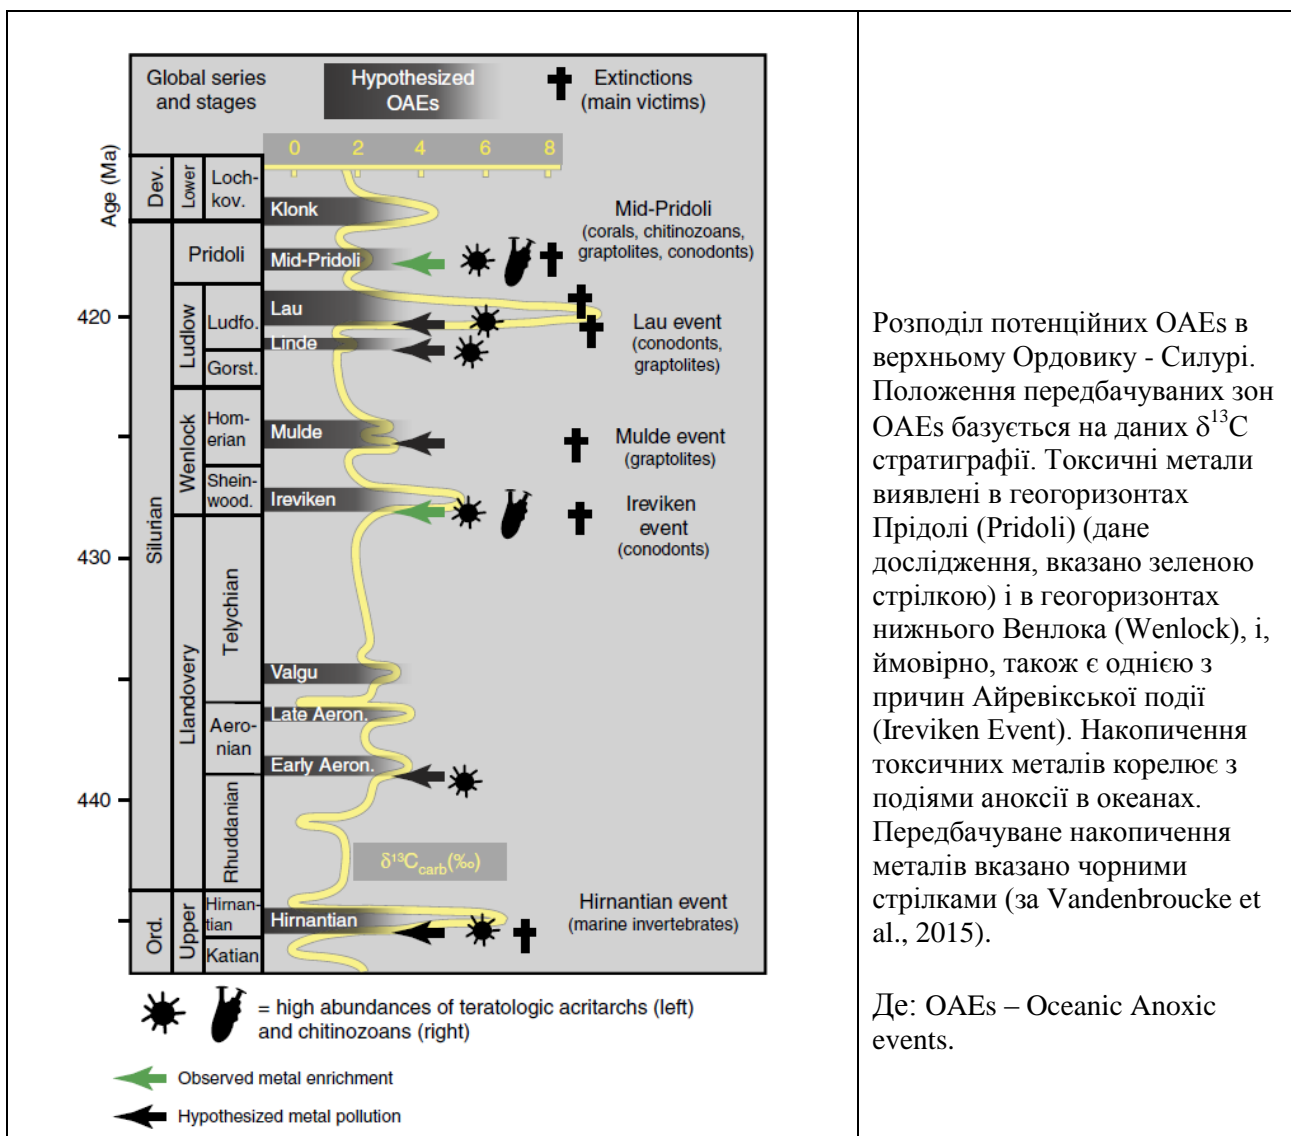 Global series
and stages
Hypothesized
OAEs
Extinctions
(main victims)
0 2 4 6 8
Age (Ma)
Dev.
Lower
Loch-
kov.
Klonk
Mid-Pridoli
(corals, chitinozoans,
graptolites, conodonts)
Silurian
Pridoli
Mid-Pridoli
420
Ludlow
Ludfo.
Lau
Lau event
(conodonts,
graptolites)
Linde
Gorst.
Wenlock
Hom-
erian
Mulde
Mulde event
(graptolites)
Shein-
wood.
Ireviken
Ireviken
event
(conodonts)
430
Llandovery
Telychian
Valgu
Late Aeron.
Aero-
nian
Early Aeron.
440
Rhuddanian
δ¹³C carb (‰)
Ord.
Upper
Hirnan-
tian
Hirnantian
Hirnantian event
(marine invertebrates)
Katian
= high abundances of teratologic acritarchs (left)
and chitinozoans (right)
Observed metal enrichment
Hypothesized metal pollution
Розподіл потенційних OAEs в
верхньому Ордовику - Силурі.
Положення передбачуваних зон
OAEs базується на даних δ¹³C
стратиграфії. Токсичні метали
виявлені в геогоризонтах
Прідолі (Pridoli) (дане
дослідження, вказано зеленою
стрілкою) і в геогоризонтах
нижнього Венлока (Wenlock), і,
ймовірно, також є однією з
причин Айревікської події
(Ireviken Event). Накопичення
токсичних металів корелює з
подіями аноксії в океанах.
Передбачуване накопичення
металів вказано чорними
стрілками (за Vandenbroucke et
al., 2015).
Де: OAEs – Oceanic Anoxic
events.